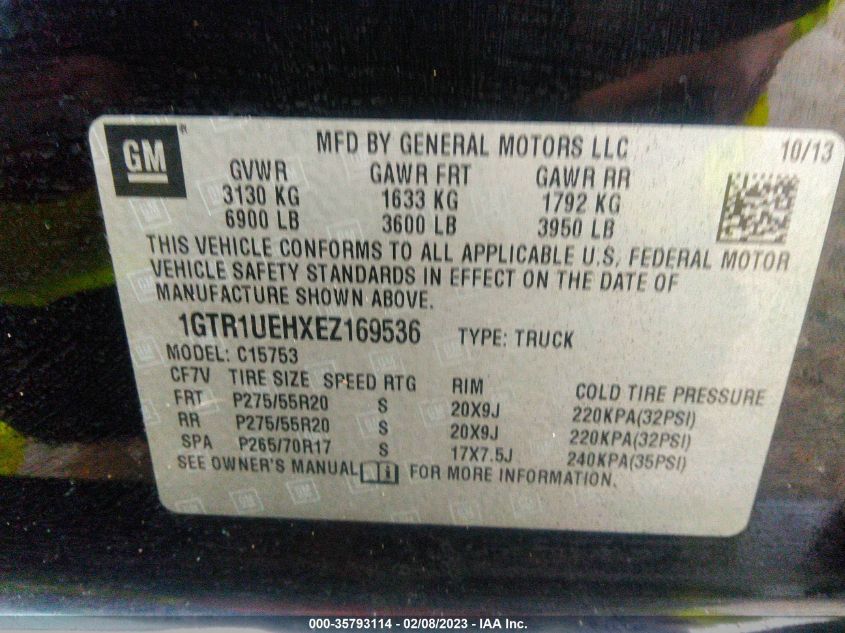 GM® MFD BY GENERAL MOTORS LLC 10/13
GVWR GAWR FRT GAWR RR
3130 KG 1633 KG 1792 KG
6900 LB 3600 LB 3950 LB
THIS VEHICLE CONFORMS TO ALL APPLICABLE U.S. FEDERAL MOTOR
VEHICLE SAFETY STANDARDS IN EFFECT ON THE DATE OF
MANUFACTURE SHOWN ABOVE.
1GTR1UEHXEZ169536 TYPE: TRUCK
MODEL: C15753
CF7V TIRE SIZE SPEED RTG RIM COLD TIRE PRESSURE
FRT P275/55R20 S 20X9J 220KPA(32PSI)
RR P275/55R20 S 20X9J 220KPA(32PSI)
SPA P265/70R17 S 17X7.5J 240KPA(35PSI)
SEE OWNER'S MANUAL FOR MORE INFORMATION.
000-35793114 - 02/08/2023 - IAA Inc.